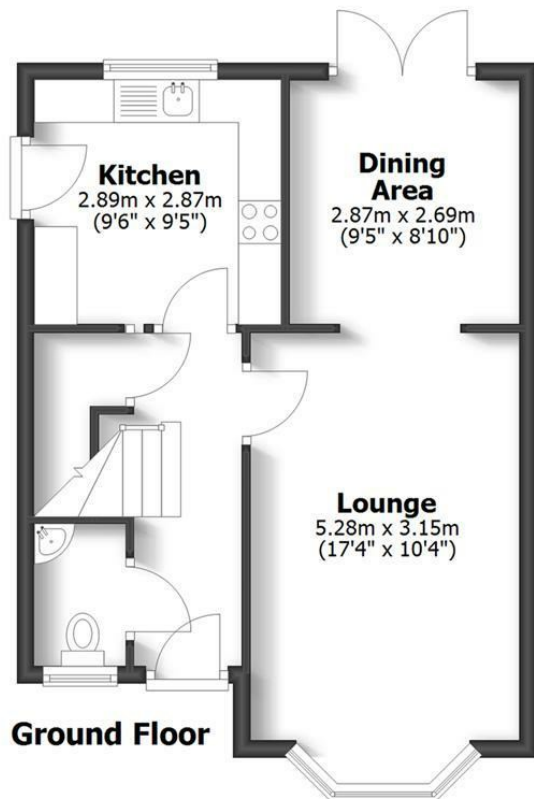 Kitchen
2.89m x 2.87m
(9'6" x 9'5")
Dining
Area
2.87m x 2.69m
(9'5" x 8'10")
Lounge
5.28m x 3.15m
(17'4" x 10'4")
Ground Floor